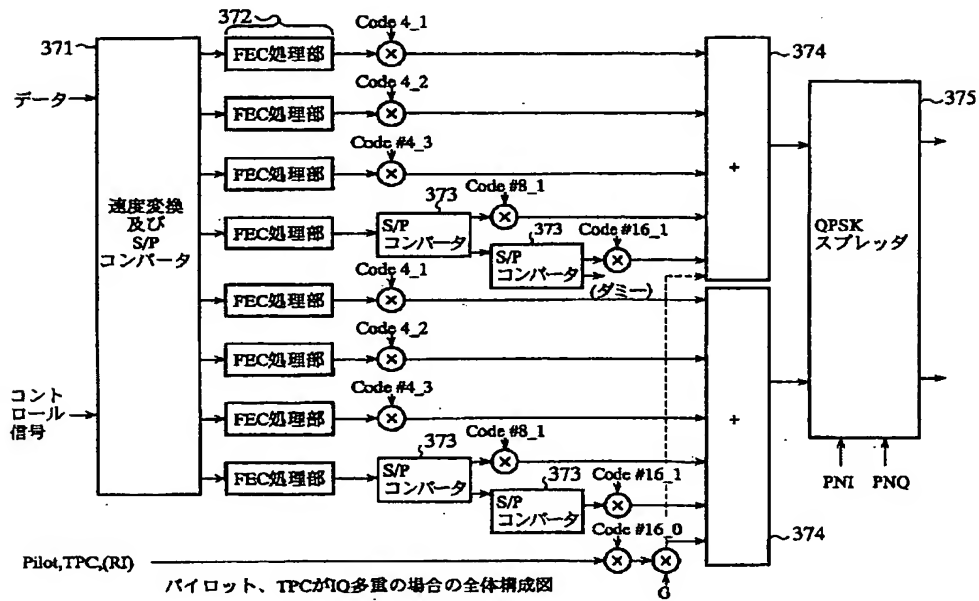 372
Code 4_1
371
FEC処理部
374
データ
Code 4_2
FEC処理部
375
Code #4_3
FEC処理部
+
Code #8_1
速度変換
及び
S/P
コンバータ
373
FEC処理部
S/P
コンバータ
373
Code #16_1
S/P
コンバータ
(ダミー)
QPSK
スプレッダ
Code 4_1
FEC処理部
Code 4_2
FEC処理部
コント
ロール
信号
Code #4_3
FEC処理部
+
Code #8_1
373
FEC処理部
S/P
コンバータ
373
Code #16_1
S/P
コンバータ
PNI PNQ
Code #16_0
374
Pilot,TPC,(RI)
G
パイロット、TPCがIQ多重の場合の全体構成図